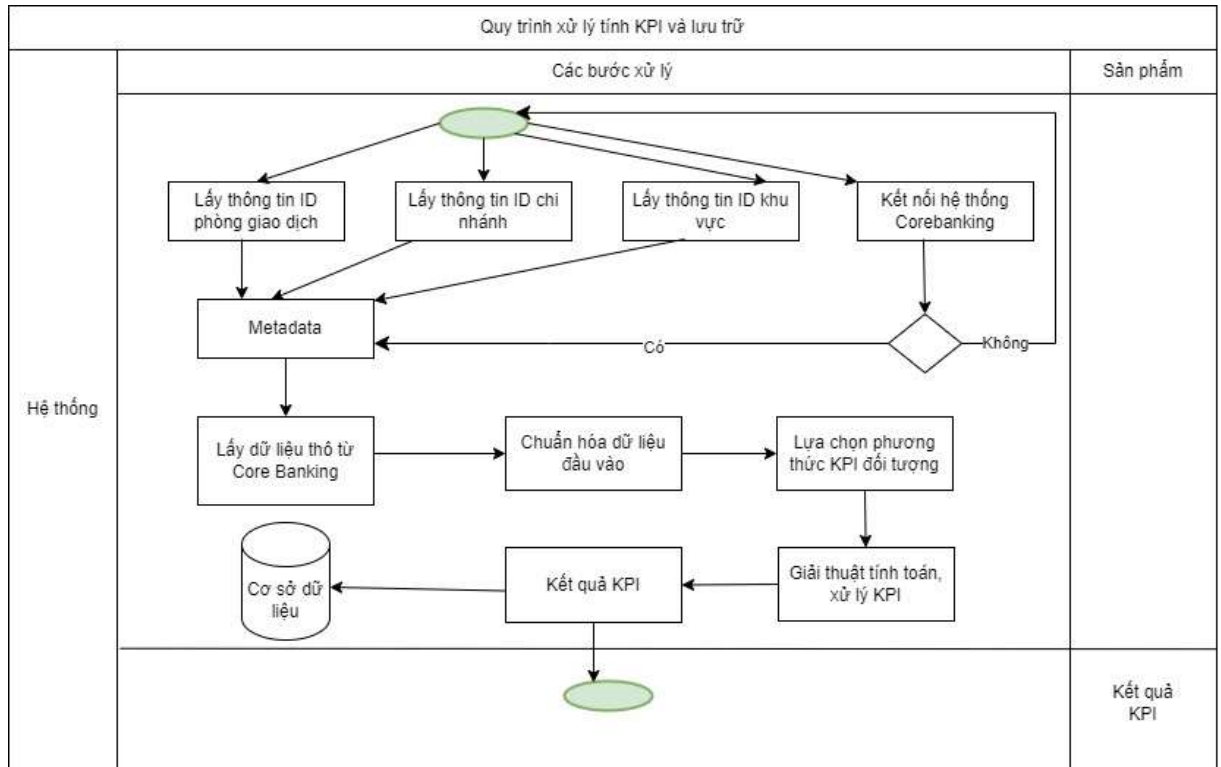 Quy trình xử lý tính KPI và lưu trữ
Các bước xử lý
Sản phẩm
Hệ thống
Lấy thông tin ID
phòng giao dịch
Lấy thông tin ID chi
nhánh
Lấy thông tin ID khu
vực
Kết nối hệ thống
Corebanking
Metadata
Có
Không
Lấy dữ liệu thô từ
Core Banking
Chuẩn hóa dữ liệu
đầu vào
Lựa chọn phương
thức KPI đối tượng
Cơ sở dữ
liệu
Kết quả KPI
Giải thuật tính toán,
xử lý KPI
Kết quả
KPI